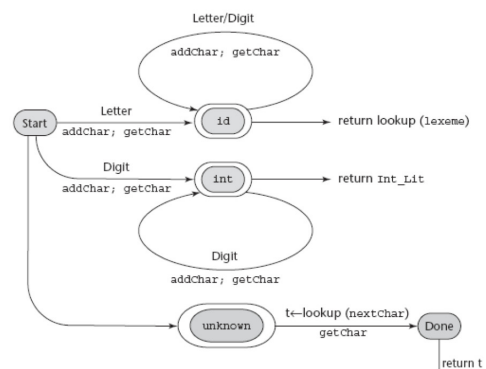 Letter/Digit
addChar; getChar
Letter
Start
id
return lookup (lexeme)
addChar; getChar
Digit
int
return Int_Lit
addChar; getChar
Digit
addChar; getChar
t←lookup (nextChar)
unknown
Done
getChar
return t